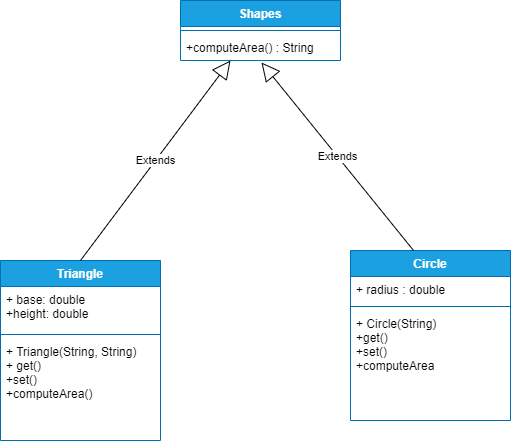 Shapes
+computeArea() : String
Extends
Extends
Triangle
+ base: double
+height: double
+ Triangle(String, String)
+ get()
+set()
+computeArea()
Circle
+ radius : double
+ Circle(String)
+get()
+set()
+computeArea